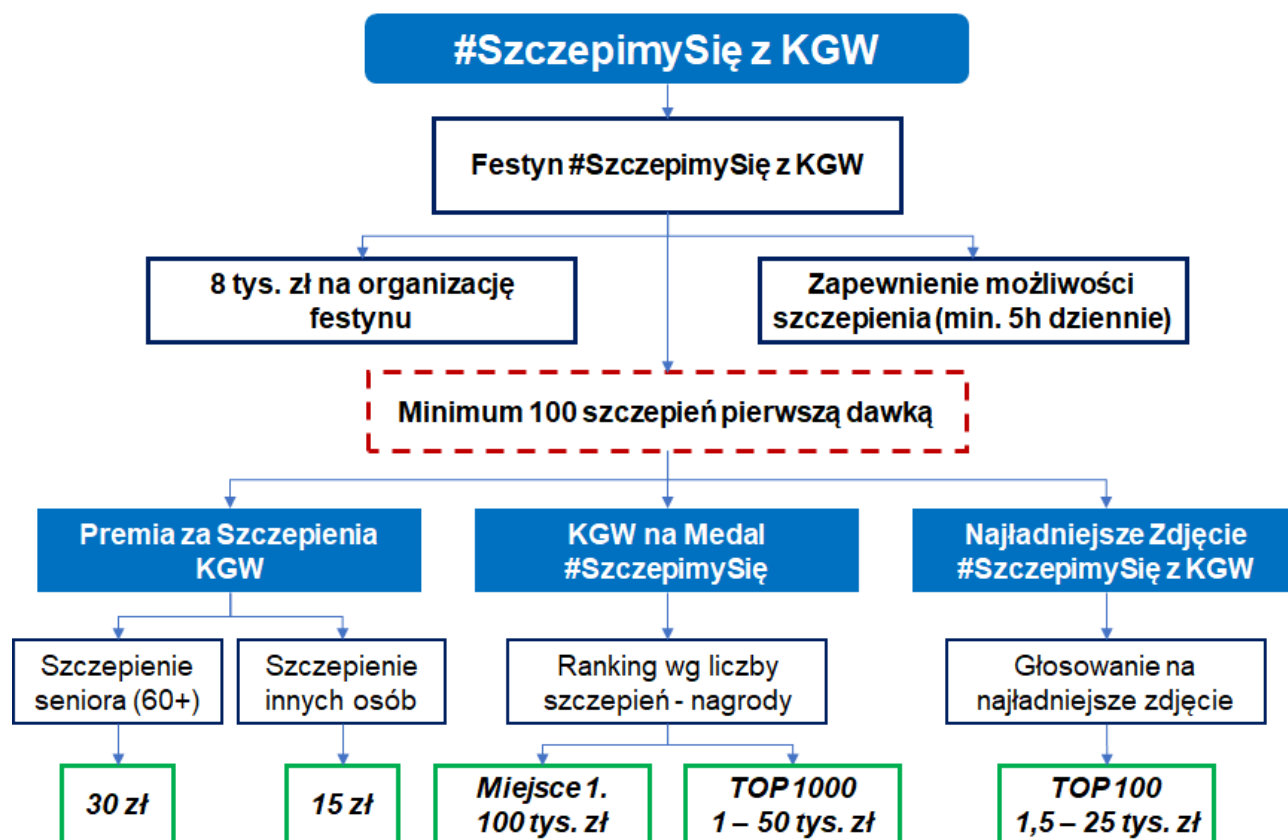 #SzczepimySię z KGW
Festyn #SzczepimySię z KGW
8 tys. zł na organizację
festynu
Zapewnienie możliwości
szczepienia (min. 5h dziennie)
Minimum 100 szczepień pierwszą dawką
Premia za Szczepienia
KGW
KGW na Medal
#SzczepimySię
Najładniejsze Zdjęcie
#SzczepimySię z KGW
Szczepienie
seniora (60+)
Szczepienie
innych osób
Ranking wg liczby
szczepień - nagrody
Głosowanie na
najładniejsze zdjęcie
30 zł
15 zł
Miejsce 1.
100 tys. zł
TOP 1000
1 – 50 tys. zł
TOP 100
1,5 – 25 tys. zł